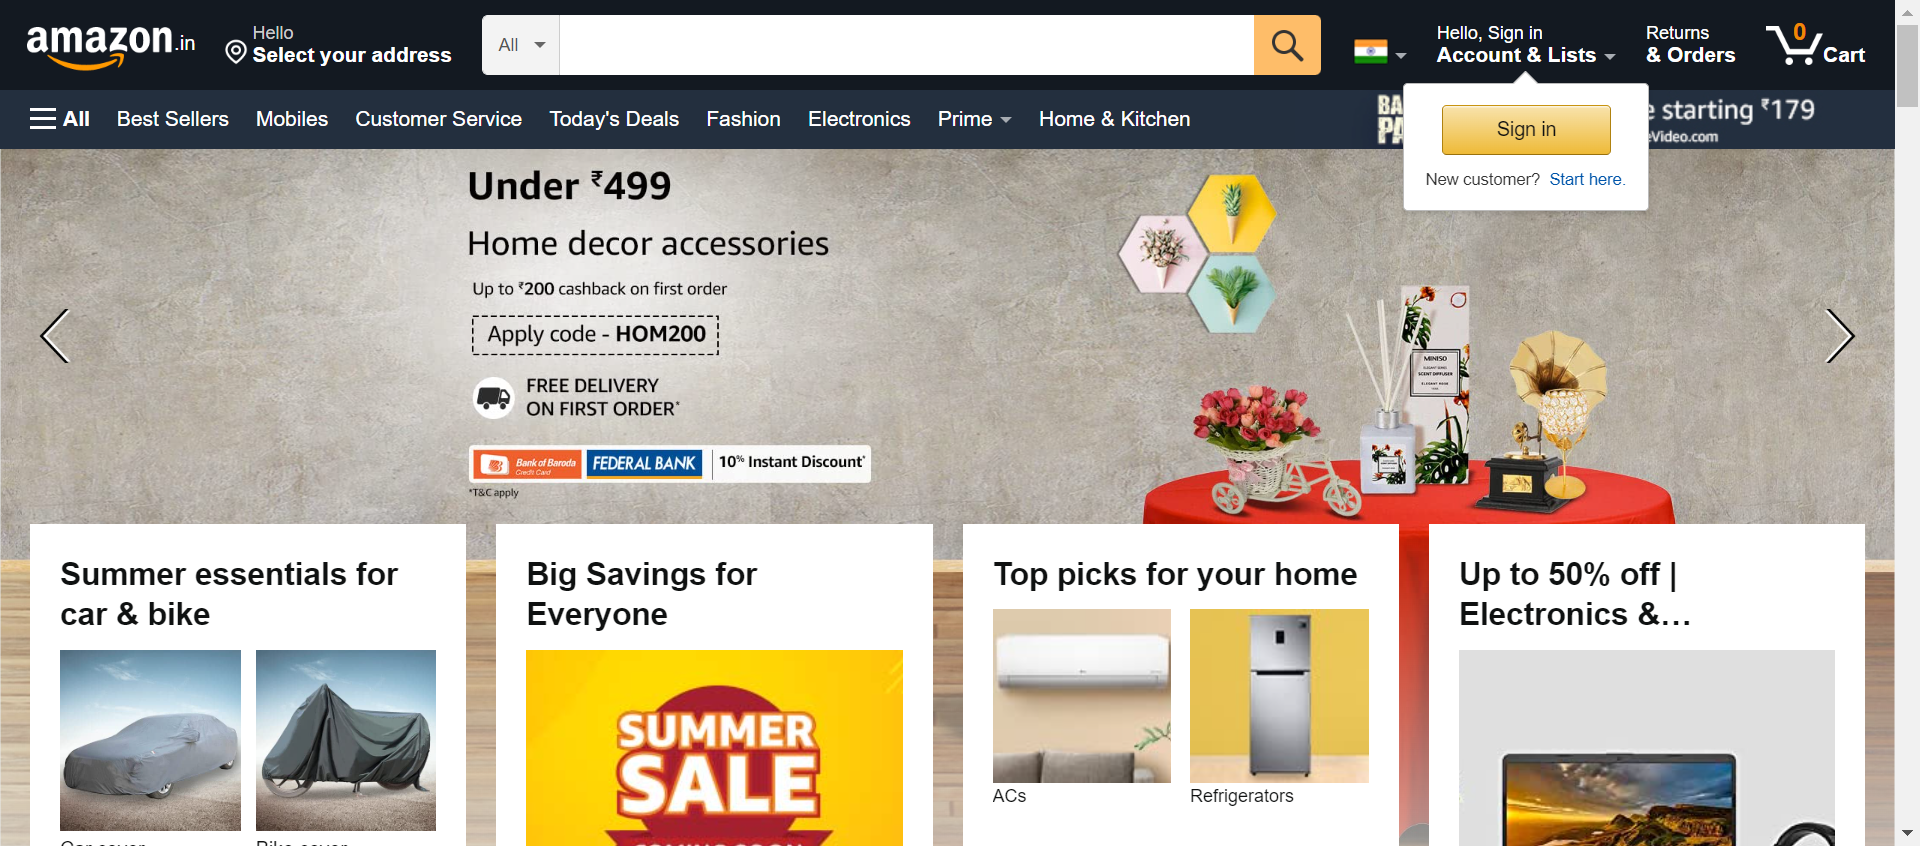 amazon.in
Hello
Select your address
All
Hello, Sign in
Account & Lists
Returns
& Orders
0
Cart
All
Best Sellers
Mobiles
Customer Service
Today's Deals
Fashion
Electronics
Prime
Home & Kitchen
starting ₹179
Video.com
Sign in
New customer? Start here.
Under ₹499
Home decor accessories
Up to ₹200 cashback on first order
Apply code - HOM200
FREE DELIVERY
ON FIRST ORDER*
Bank of Baroda
Credit Card
FEDERAL BANK
10% Instant Discount*
*T&C apply
MINISO
SCENT DIFFUSER
Summer essentials for
car & bike
Big Savings for
Everyone
Top picks for your home
Up to 50% off |
Electronics &…
SUMMER
SALE
COMING SOON
ACs
Refrigerators
Car cover
Bike cover